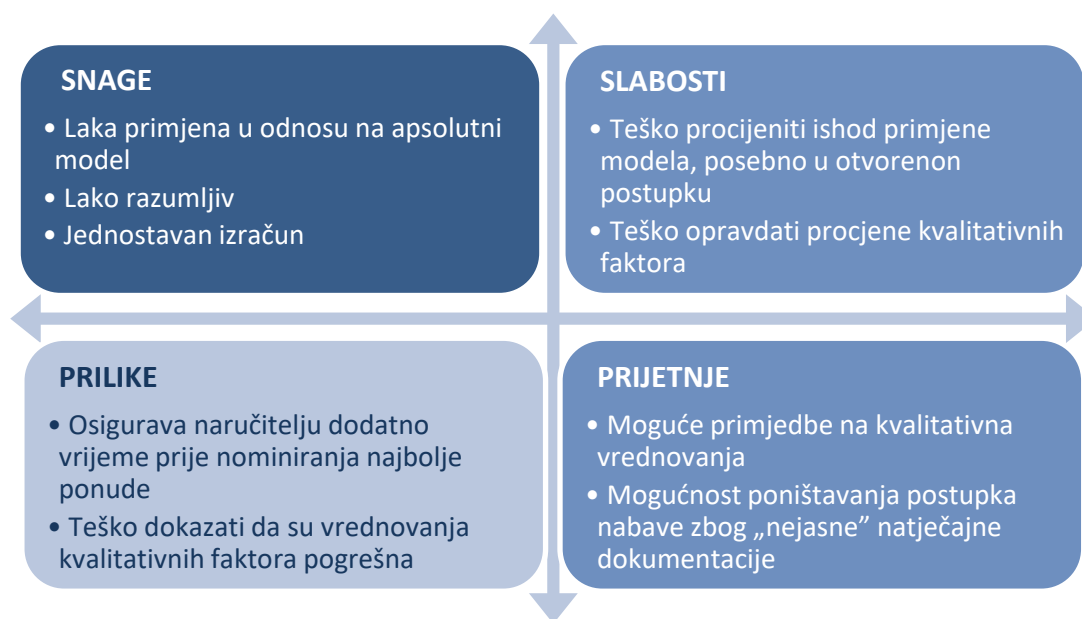 SNAGE
• Laka primjena u odnosu na apsolutni
model
• Lako razumljiv
• Jednostavan izračun
SLABOSTI
• Teško procijeniti ishod primjene
modela, posebno u otvorenon
postupku
• Teško opravdati procjene kvalitativnih
faktora
PRILIKE
• Osigurava naručitelju dodatno
vrijeme prije nominiranja najbolje
ponude
• Teško dokazati da su vrednovanja
kvalitativnih faktora pogrešna
PRIJETNJE
• Moguće primjedbe na kvalitativna
vrednovanja
• Mogućnost poništavanja postupka
nabave zbog „nejasne” natječajne
dokumentacije